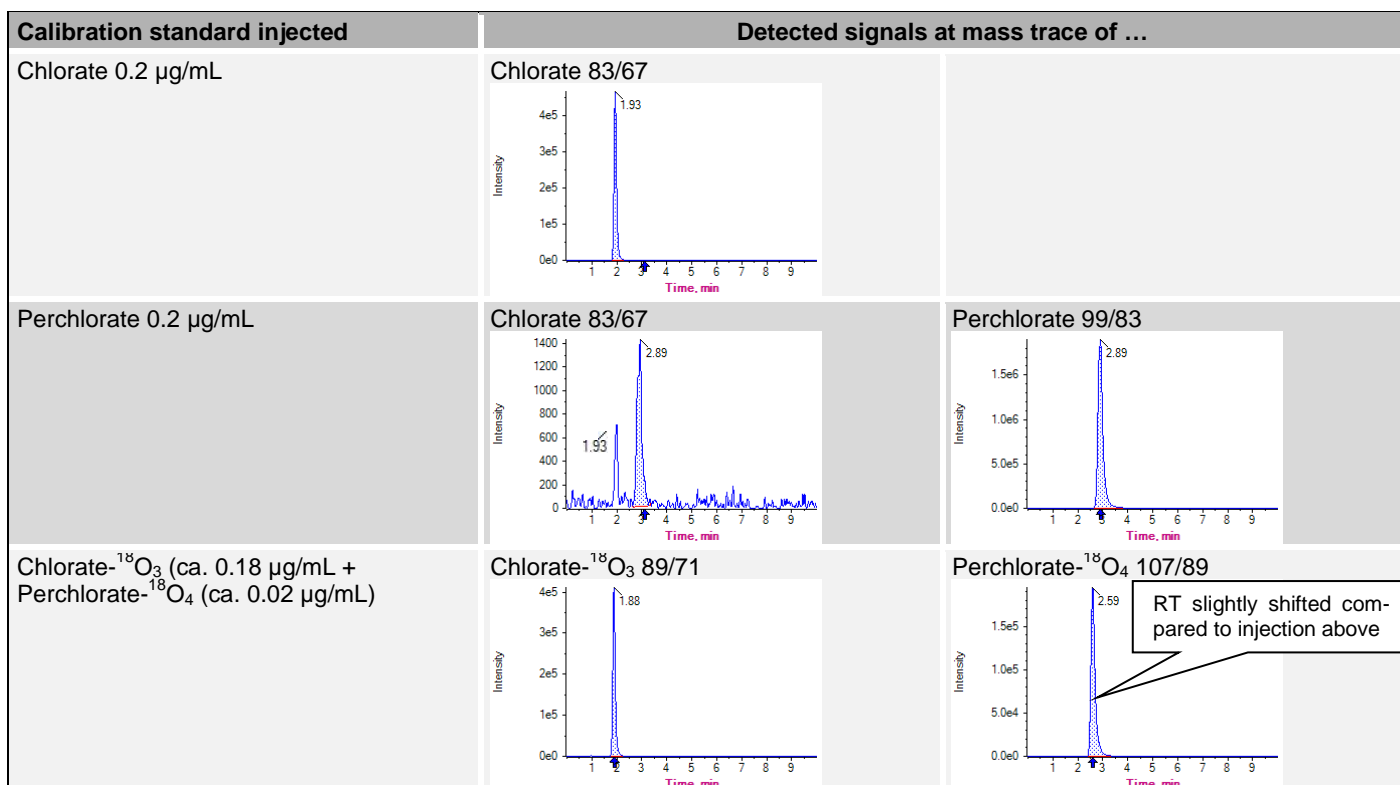 Calibration standard injected
Detected signals at mass trace of …
Chlorate 0.2 µg/mL
Chlorate 83/67
1.93
4e5
3e5
2e5
1e5
0e0
Intensity
1 2 3 4 5 6 7 8 9
Time, min
Perchlorate 0.2 µg/mL
Chlorate 83/67
1400
1200
1000
800
600
400
200
0
Intensity
2.89
1.93
1 2 3 4 5 6 7 8 9
Time, min
Perchlorate 99/83
2.89
1.5e6
1.0e6
5.0e5
0.0e0
Intensity
1 2 3 4 5 6 7 8 9
Time, min
Chlorate-¹⁸O₃ (ca. 0.18 µg/mL +
Perchlorate-¹⁸O₄ (ca. 0.02 µg/mL)
Chlorate-¹⁸O₃ 89/71
4e5
3e5
2e5
1e5
0e0
Intensity
1.88
1 2 3 4 5 6 7 8 9
Time, min
Perchlorate-¹⁸O₄ 107/89
2.59
1.5e5
1.0e5
5.0e4
0.0e0
Intensity
RT slightly shifted com-
pared to injection above
1 2 3 4 5 6 7 8 9
Time, min